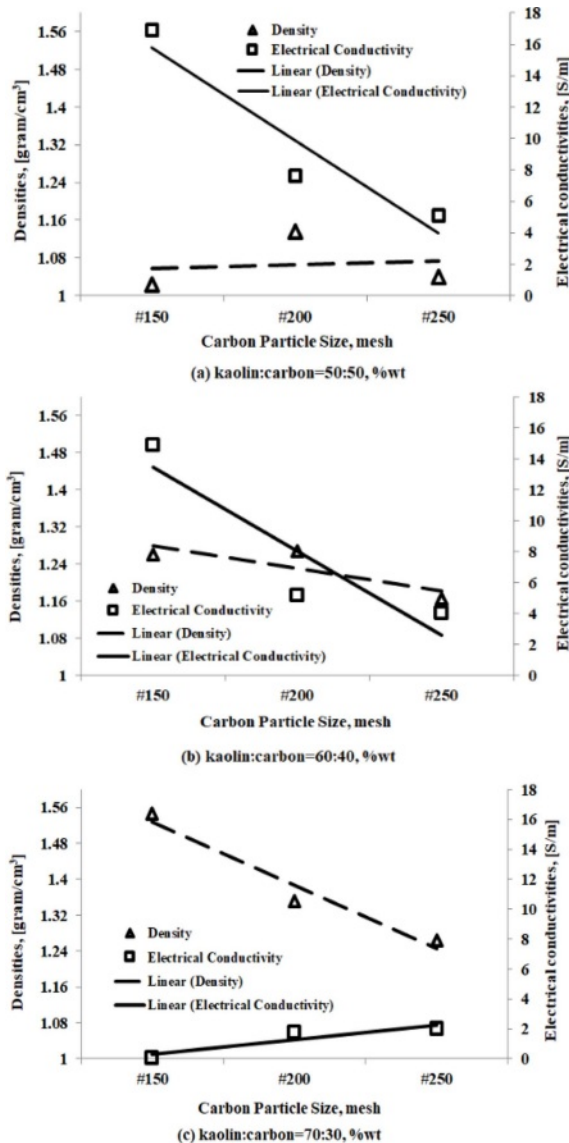 Densities, [gram/cm³]
1.56
1.48
1.4
1.32
1.24
1.16
1.08
1
Density
Electrical Conductivity
Linear (Density)
Linear (Electrical Conductivity)
18
16
14
12
10
8
6
4
2
0
Electrical conductivities, [S/m]
#150 #200 #250
Carbon Particle Size, mesh
(a) kaolin:carbon=50:50, %wt
Densities, [gram/cm³]
1.56
1.48
1.4
1.32
1.24
1.16
1.08
1
Density
Electrical Conductivity
Linear (Density)
Linear (Electrical Conductivity)
18
16
14
12
10
8
6
4
2
0
Electrical conductivities, [S/m]
#150 #200 #250
Carbon Particle Size, mesh
(b) kaolin:carbon=60:40, %wt
Densities, [gram/cm³]
1.56
1.48
1.4
1.32
1.24
1.16
1.08
1
Density
Electrical Conductivity
Linear (Density)
Linear (Electrical Conductivity)
18
16
14
12
10
8
6
4
2
0
Electrical conductivities, [S/m]
#150 #200 #250
Carbon Particle Size, mesh
(c) kaolin:carbon=70:30, %wt